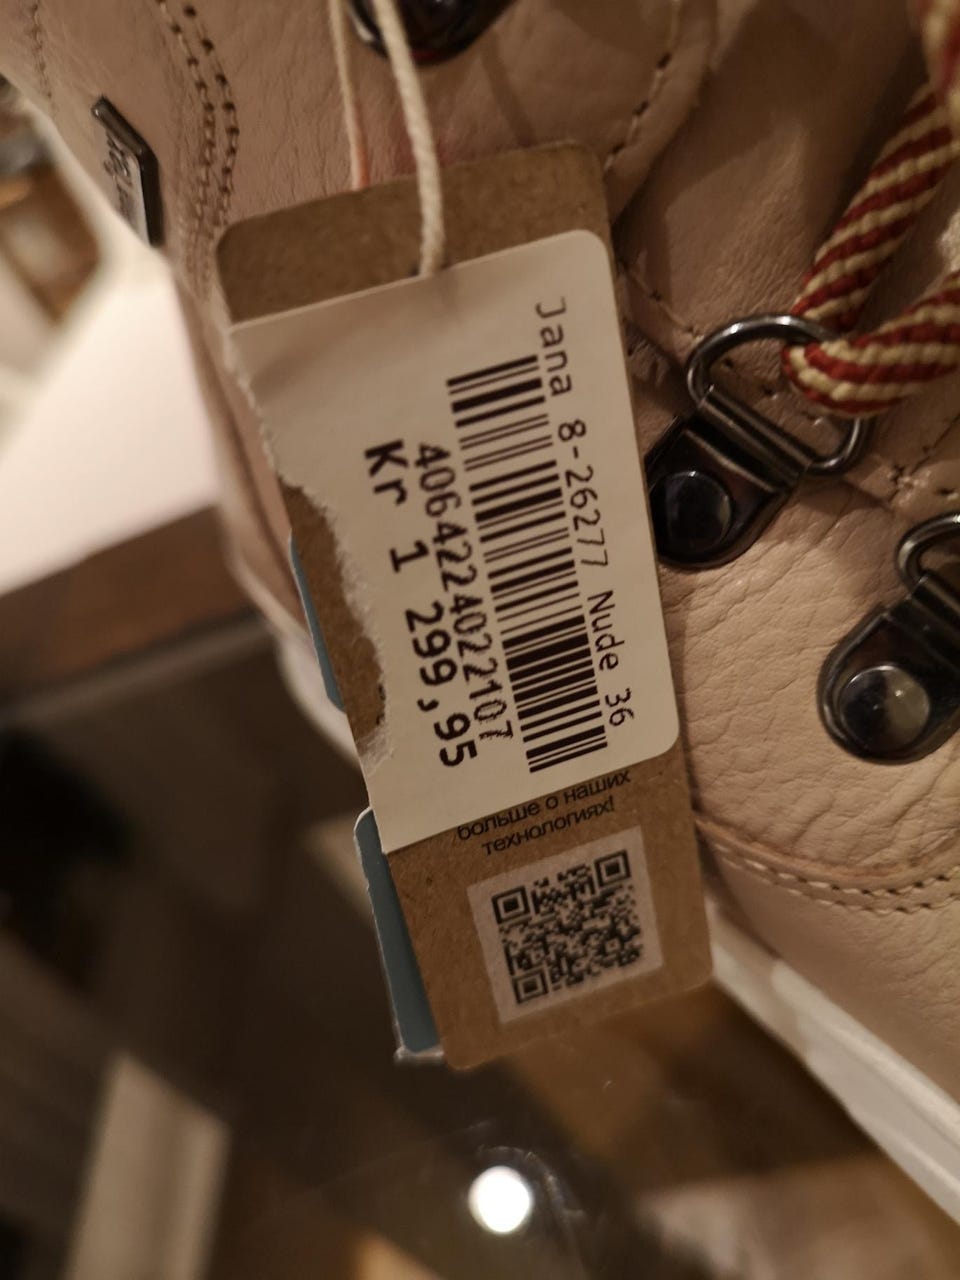 Jana 8-26277 Nude 36
4064224022107
Kr 1 299,95
больше о наших
технологиях!